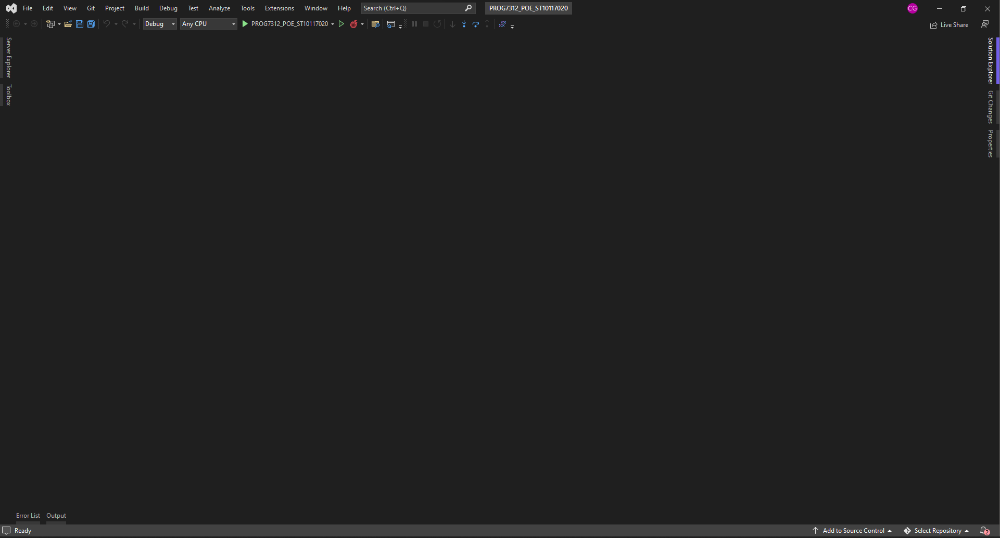 File Edit View Git Project Build Debug Test Analyze Tools Extensions Window Help Search (Ctrl+Q) PROG7312_POE_ST10117020 CG
Debug Any CPU PROG7312_POE_ST10117020 Live Share
Server Explorer
Toolbox
Solution Explorer
Git Changes
Properties
Error List Output
Ready Add to Source Control Select Repository 2